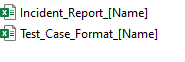 Incident_Report_[Name]
Test_Case_Format_[Name]